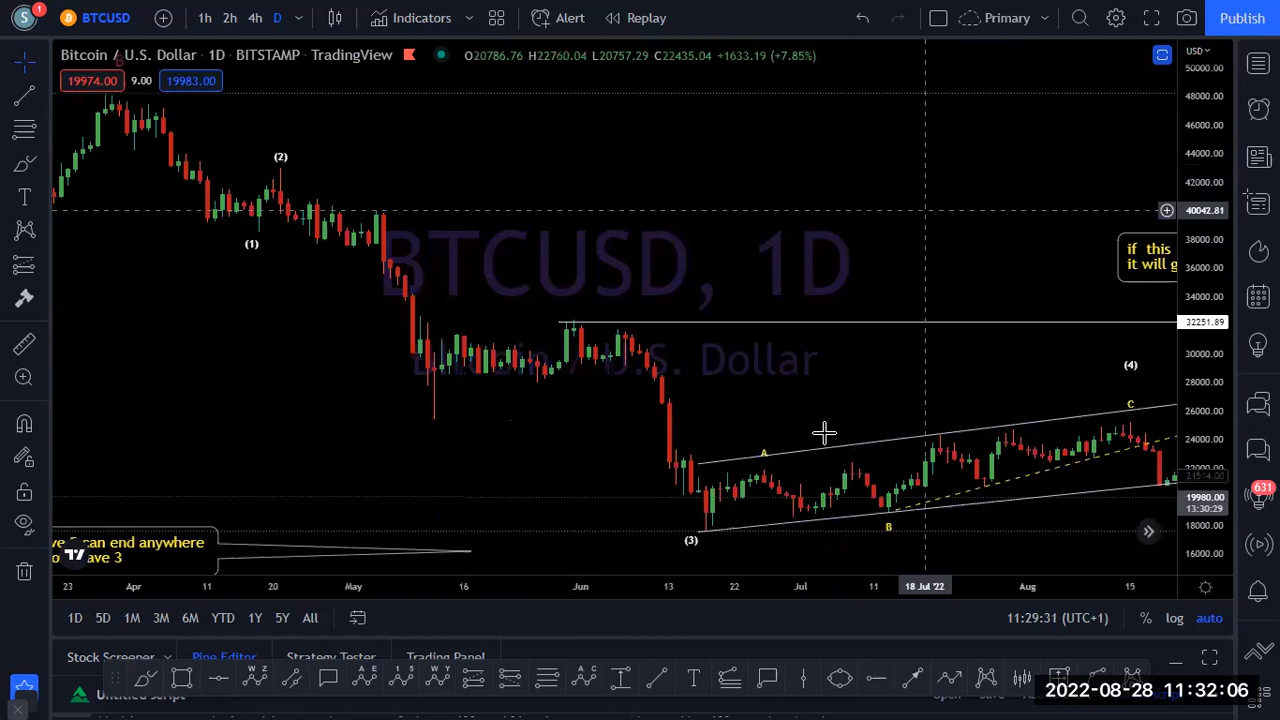 S 1 BTCUSD 1h 2h 4h D Indicators Alert Replay Primary Publish
Bitcoin / U.S. Dollar · 1D · BITSTAMP · TradingView O20786.76 H22760.04 L20757.29 C22435.04 +1633.19 (+7.85%) USD
19974.00 9.00 19983.00
50000.00
48000.00
46000.00
44000.00
(2)
42000.00
40042.81
(1)
38000.00
BTCUSD, 1D
if this
it will g
36000.00
34000.00
32251.89
30000.00
Bitcoin / U.S. Dollar
(4)
28000.00
C
26000.00
24000.00
A
22000.00
21514.00
19980.00
13:30:29
B
18000.00
(3)
can end anywhere
ave 3
16000.00
23 Apr 11 20 May 16 Jun 13 22 Jul 11 18 Jul '22 Aug 15
1D 5D 1M 3M 6M YTD 1Y 5Y All 11:29:31 (UTC+1) % log auto
631
Stock Screener Pine Editor Strategy Tester Trading Panel
W Z A E 1 5 W Y A C T
Untitled script
2022-08-28 11:32:06